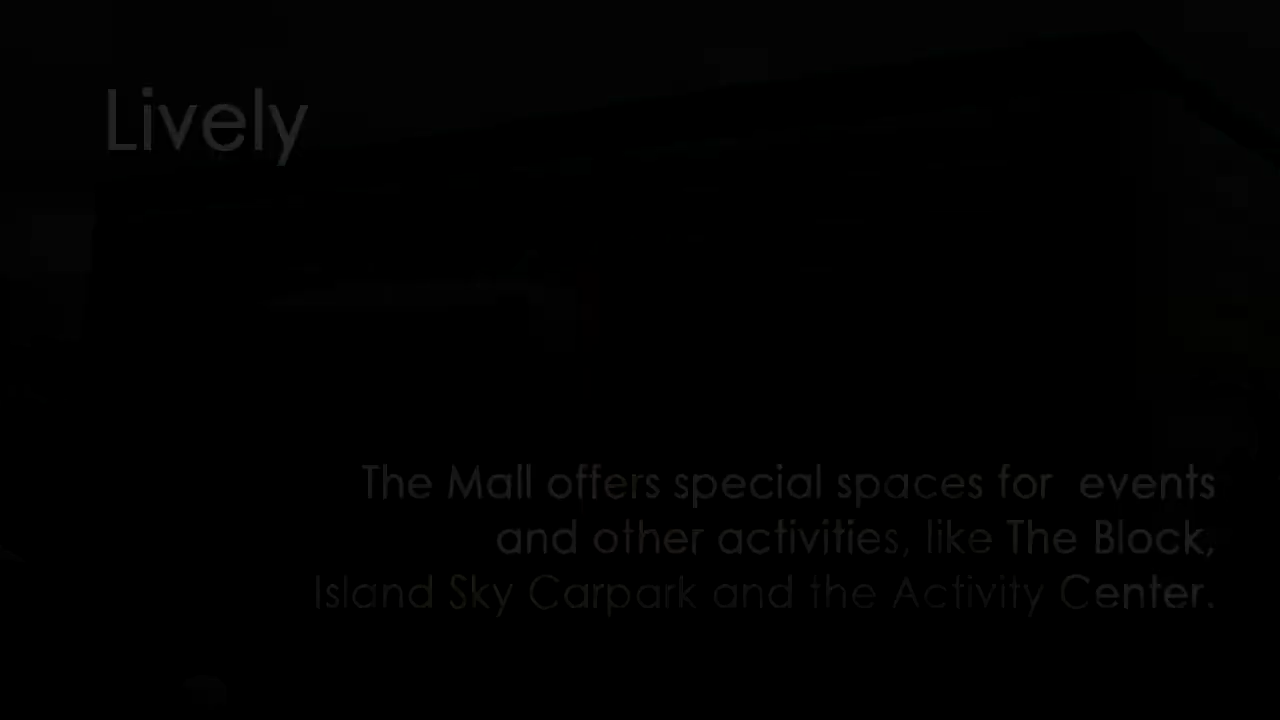 Lively
The Mall offers special spaces for events
and other activities, like The Block,
Island Sky Carpark and the Activity Center.